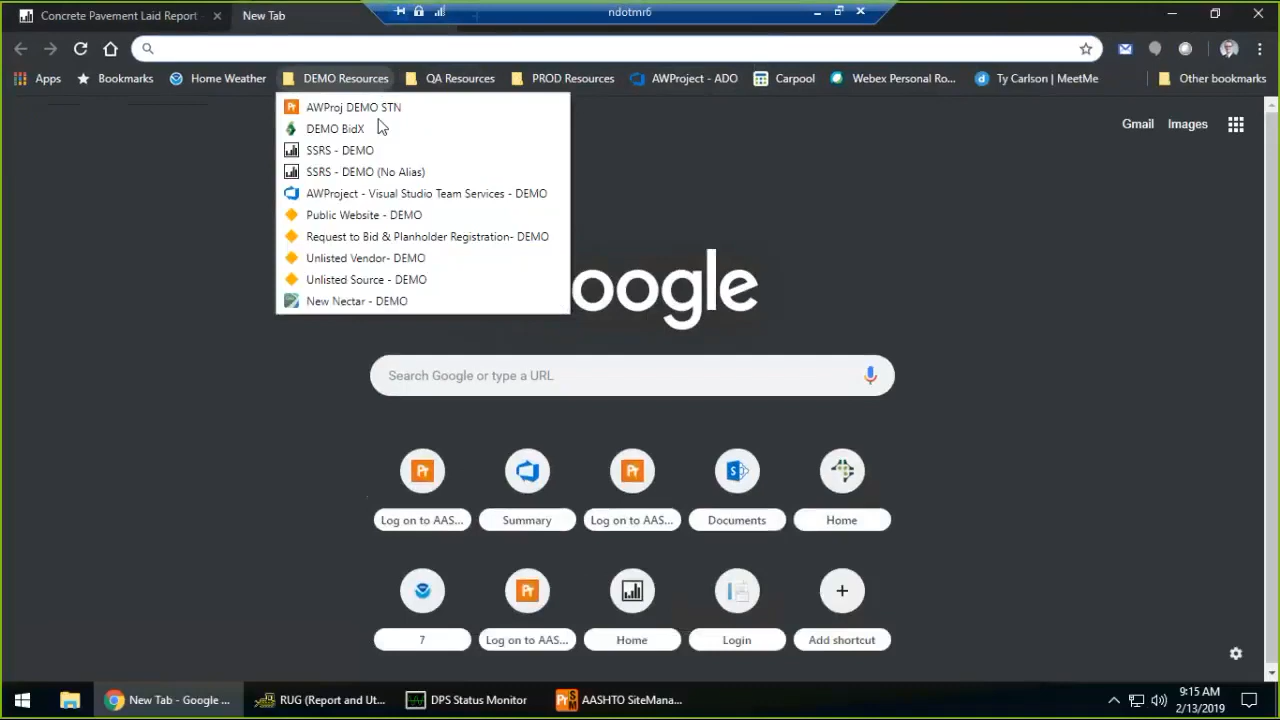 Concrete Pavement Laid Report
New Tab
ndotmr6
Apps
Bookmarks
Home Weather
DEMO Resources
QA Resources
PROD Resources
AWProject - ADO
Carpool
Webex Personal Ro...
Ty Carlson | MeetMe
Other bookmarks
AWProj DEMO STN
DEMO BidX
SSRS - DEMO
SSRS - DEMO (No Alias)
AWProject - Visual Studio Team Services - DEMO
Public Website - DEMO
Request to Bid & Planholder Registration- DEMO
Unlisted Vendor- DEMO
Unlisted Source - DEMO
New Nectar - DEMO
Gmail
Images
oogle
Search Google or type a URL
Log on to AAS...
Summary
Log on to AAS...
Documents
Home
?
Log on to AAS...
Home
Login
Add shortcut
New Tab - Google ...
RUG (Report and Ut...
DPS Status Monitor
AASHTO SiteMana...
9:15 AM
2/13/2019